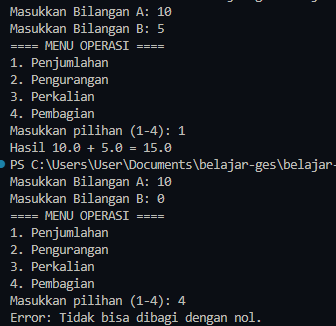 Masukkan Bilangan A: 10
Masukkan Bilangan B: 5
==== MENU OPERASI ====
1. Penjumlahan
2. Pengurangan
3. Perkalian
4. Pembagian
Masukkan pilihan (1-4): 1
Hasil 10.0 + 5.0 = 15.0
PS C:\Users\User\Documents\belajar-ges\belajar-
Masukkan Bilangan A: 10
Masukkan Bilangan B: 0
==== MENU OPERASI ====
1. Penjumlahan
2. Pengurangan
3. Perkalian
4. Pembagian
Masukkan pilihan (1-4): 4
Error: Tidak bisa dibagi dengan nol.